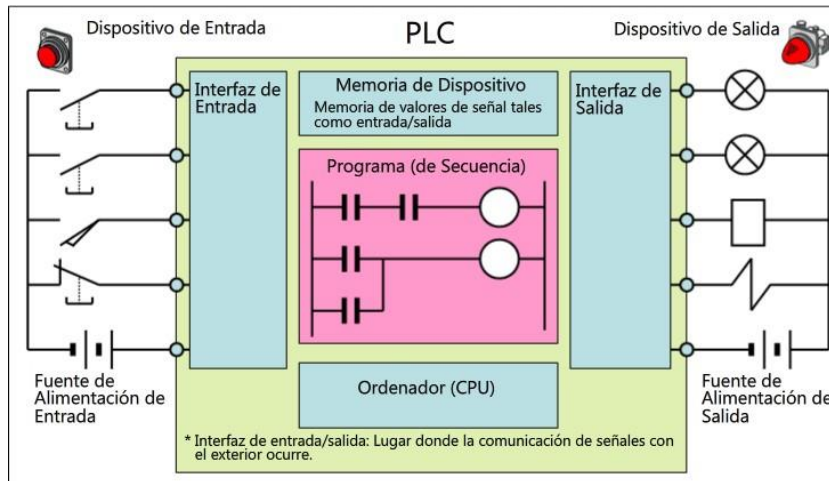 Dispositivo de Entrada
PLC
Dispositivo de Salida
Interfaz de
Entrada
Memoria de Dispositivo
Memoria de valores de señal tales
como entrada/salida
Interfaz de
Salida
Programa (de Secuencia)
Ordenador (CPU)
Fuente de
Alimentación de
Entrada
Fuente de
Alimentación de
Salida
* Interfaz de entrada/salida: Lugar donde la comunicación de señales con
el exterior ocurre.